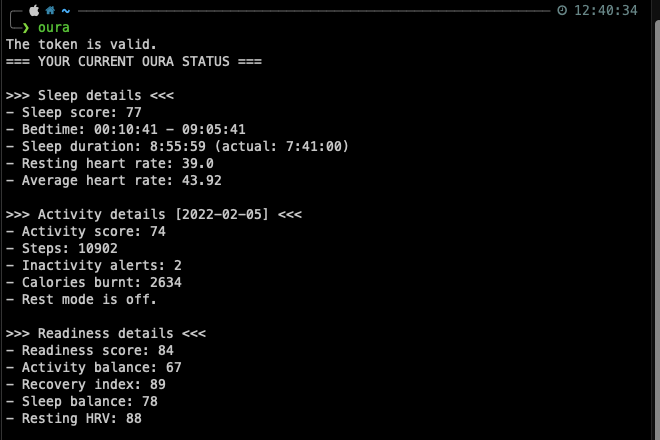 ~ 12:40:34
❯ oura
The token is valid.
=== YOUR CURRENT OURA STATUS ===
>>> Sleep details <<<
- Sleep score: 77
- Bedtime: 00:10:41 - 09:05:41
- Sleep duration: 8:55:59 (actual: 7:41:00)
- Resting heart rate: 39.0
- Average heart rate: 43.92
>>> Activity details [2022-02-05] <<<
- Activity score: 74
- Steps: 10902
- Inactivity alerts: 2
- Calories burnt: 2634
- Rest mode is off.
>>> Readiness details <<<
- Readiness score: 84
- Activity balance: 67
- Recovery index: 89
- Sleep balance: 78
- Resting HRV: 88